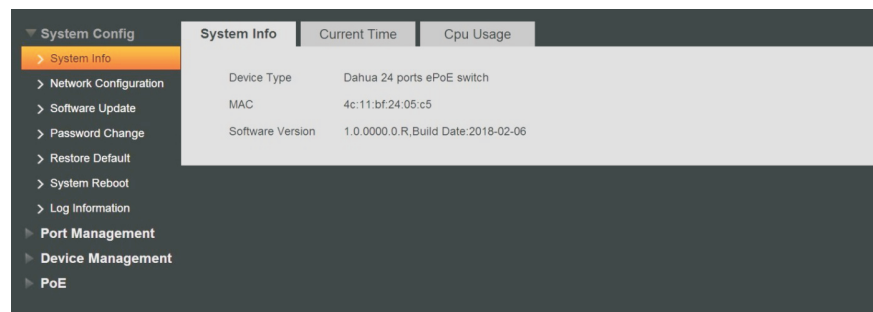 System Config
System Info
Network Configuration
Software Update
Password Change
Restore Default
System Reboot
Log Information
Port Management
Device Management
PoE
System Info Current Time Cpu Usage
Device Type Dahua 24 ports ePoE switch
MAC 4c:11:bf:24:05:c5
Software Version 1.0.0000.0.R,Build Date:2018-02-06